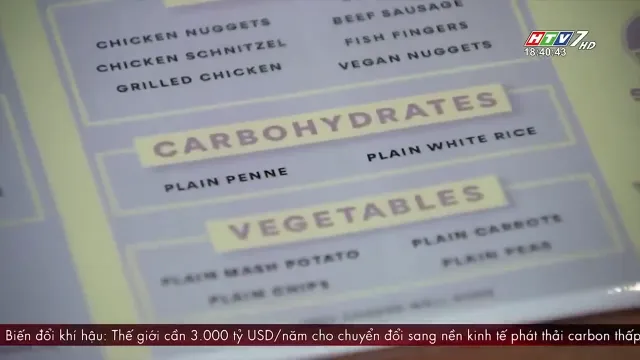 CHICKEN NUGGETS
BEEF SAUSAGE
CHICKEN SCHNITZEL
FISH FINGERS
GRILLED CHICKEN
VEGAN NUGGETS
HTV7 HD
18:40:43
CARBOHYDRATES
PLAIN PENNE
PLAIN WHITE RICE
VEGETABLES
PLAIN MASH POTATO
PLAIN CARROTS
PLAIN CHIPS
PLAIN PEAS
Biến đổi khí hậu: Thế giới cần 3.000 tỷ USD/năm cho chuyển đổi sang nền kinh tế phát thải carbon thấp